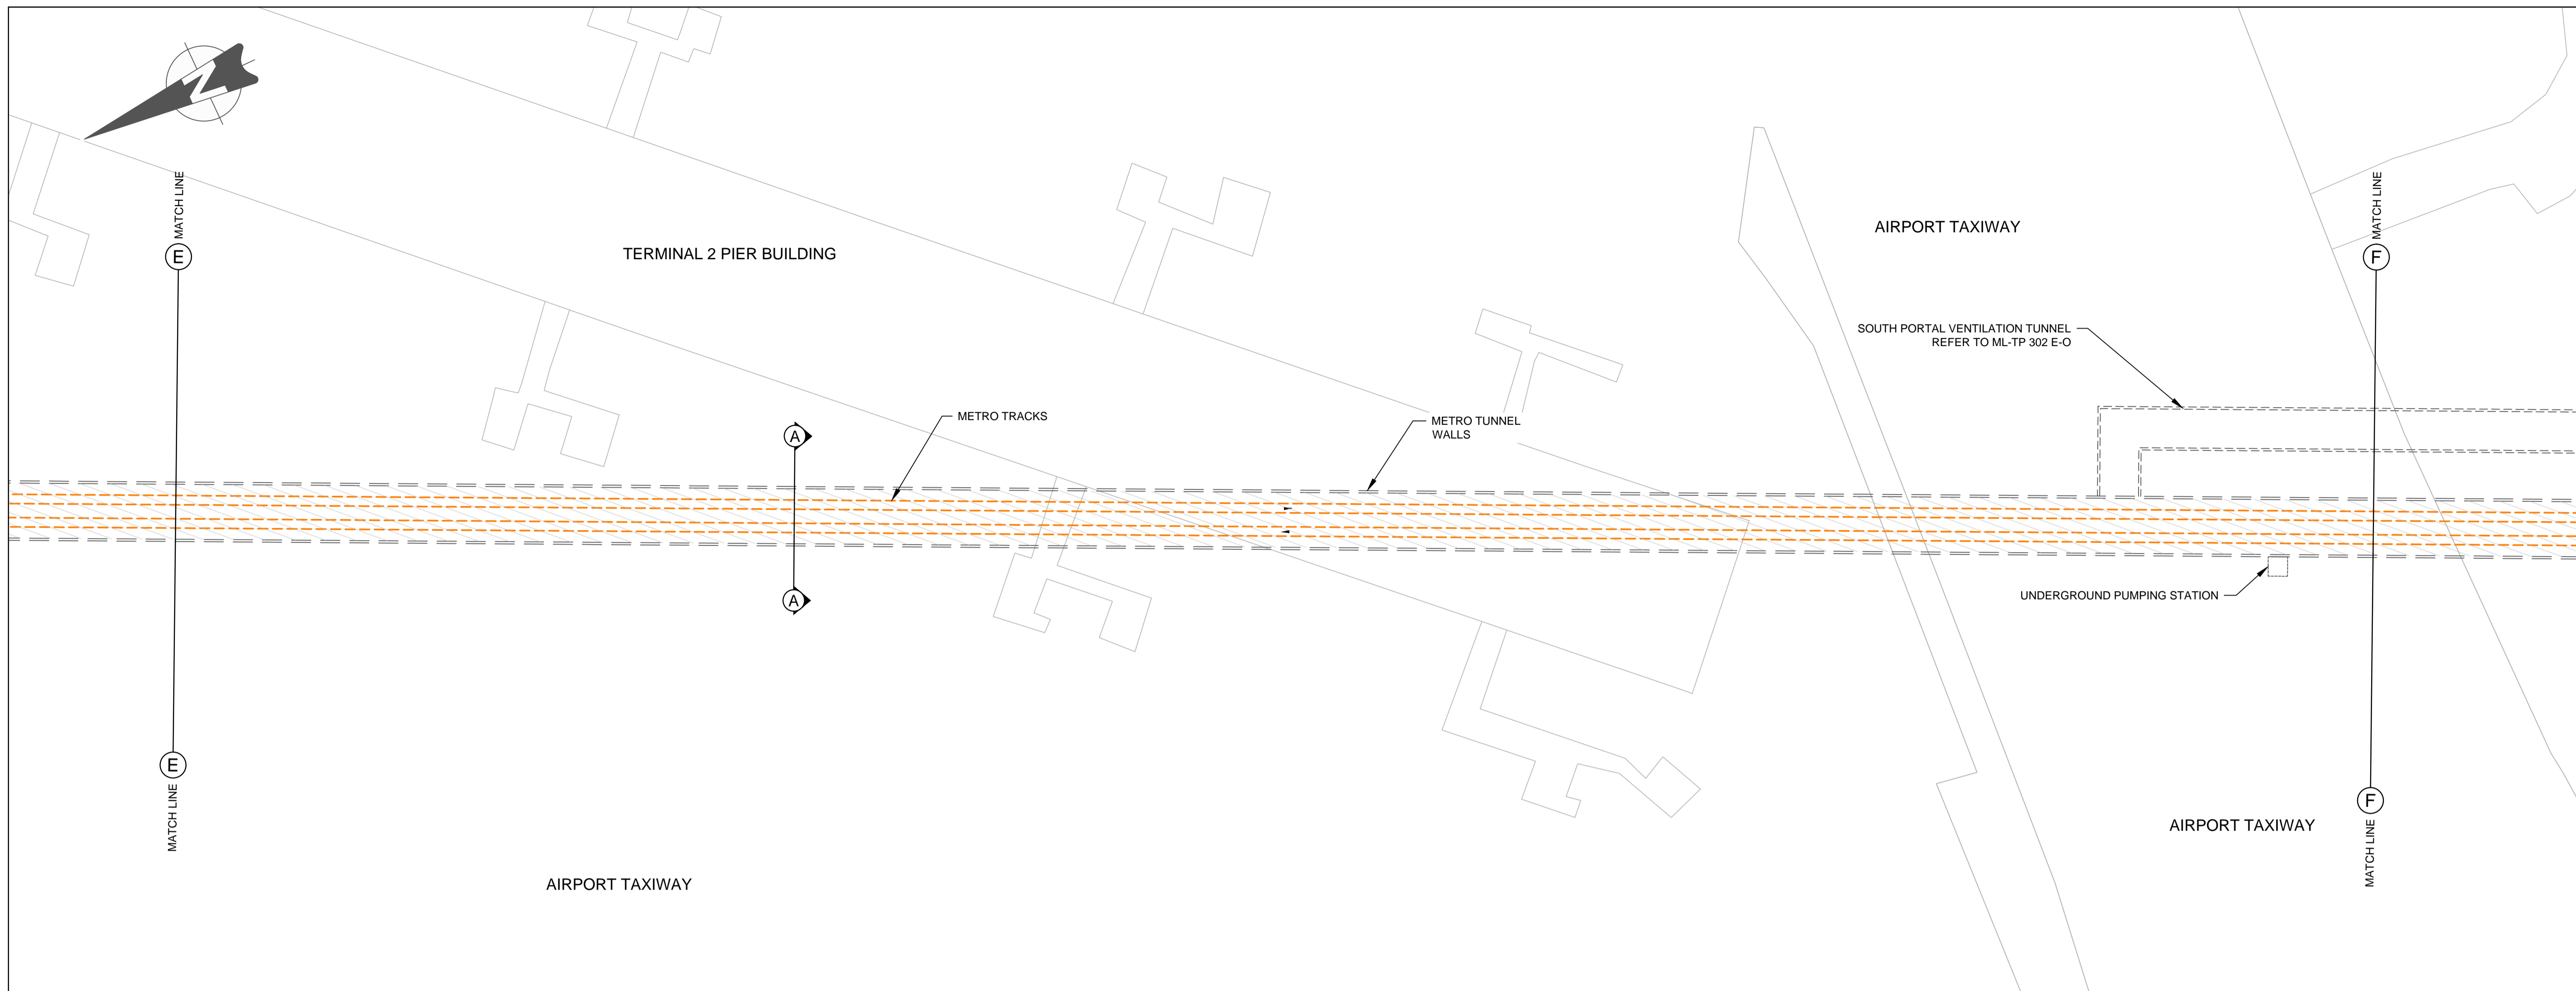 N
MATCH LINE
E
TERMINAL 2 PIER BUILDING
AIRPORT TAXIWAY
MATCH LINE
F
SOUTH PORTAL VENTILATION TUNNEL
REFER TO ML-TP 302 E-O
A
METRO TRACKS
METRO TUNNEL
WALLS
A
UNDERGROUND PUMPING STATION
E
MATCH LINE
F
MATCH LINE
AIRPORT TAXIWAY
AIRPORT TAXIWAY